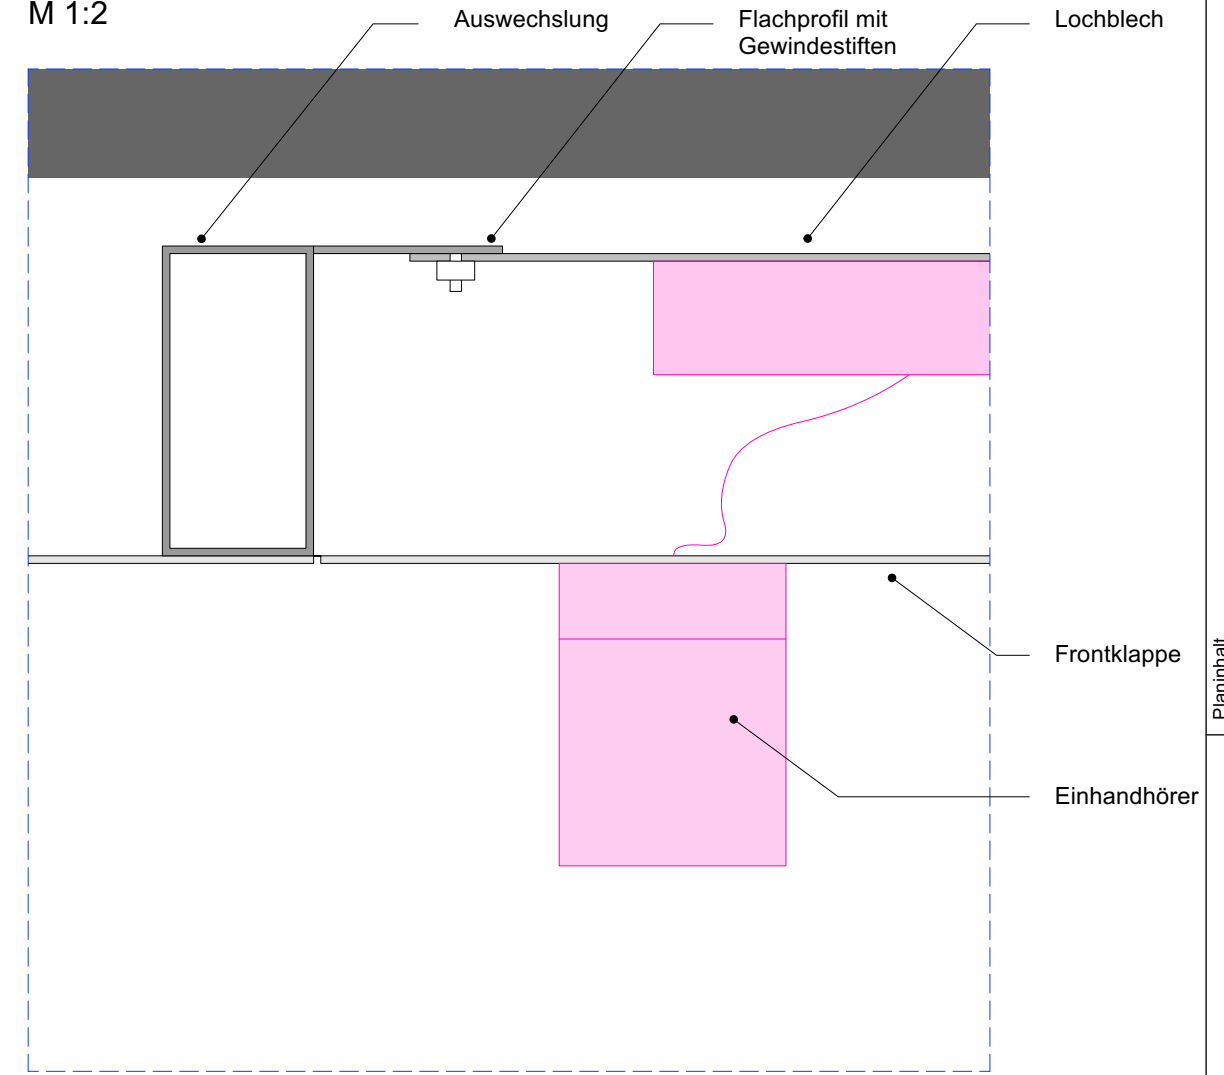 M 1:2
Auswechslung
Flachprofil mit
Gewindestiften
Lochblech
Frontklappe
Einhandhörer
Planinhalt